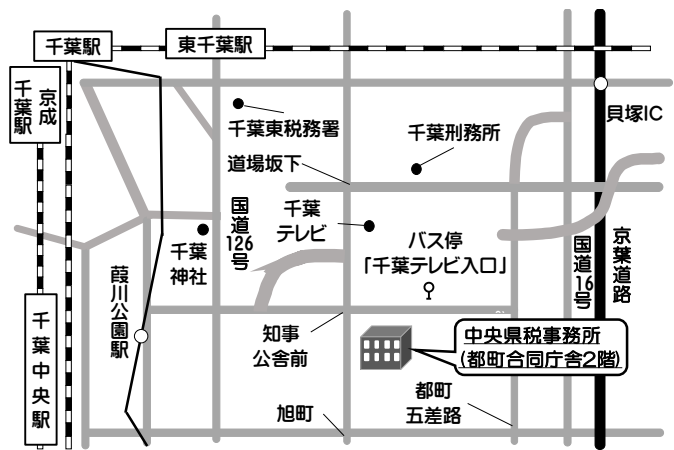 千葉駅
東千葉駅
京成
千葉駅
貝塚IC
千葉東税務署
千葉刑務所
道場坂下
国道126号
千葉
テレビ
千葉
神社
バス停
「千葉テレビ入口」
京葉道路
国道16号
葭川公園駅
千葉中央駅
知事
公舎前
中央県税事務所
(都町合同庁舎2階)
都町
五差路
旭町